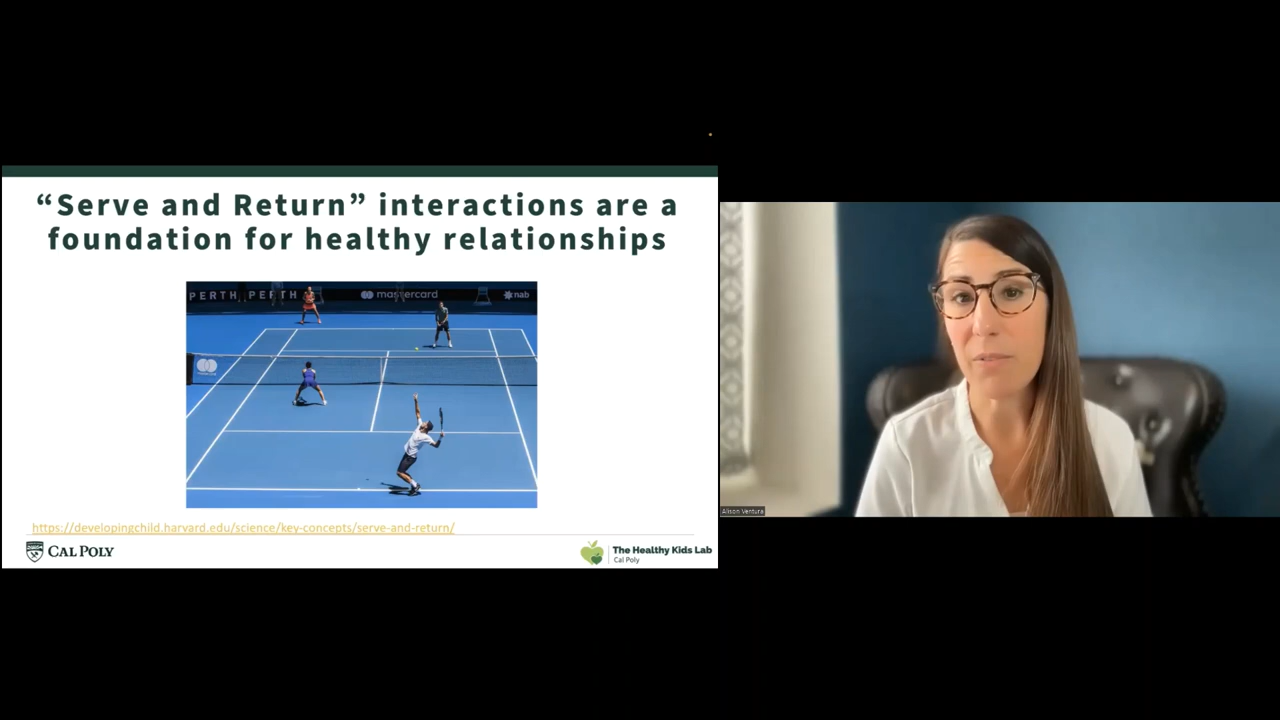 “Serve and Return” interactions are a
foundation for healthy relationships
PERTH PERTH
mastercard
nab
https://developingchild.harvard.edu/science/key-concepts/serve-and-return/
CAL POLY
The Healthy Kids Lab
Cal Poly
Alison Ventura